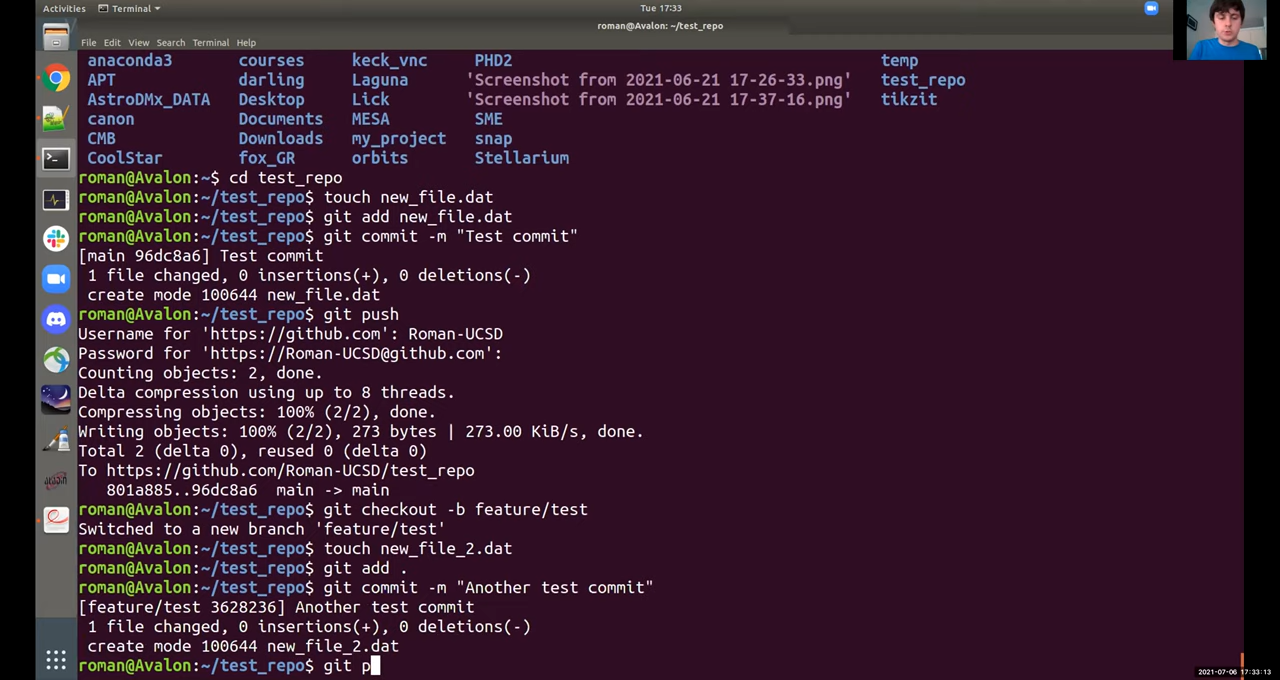 Activities Terminal Tue 17:33
roman@Avalon: ~/test_repo
File Edit View Search Terminal Help
anaconda3 courses keck_vnc PHD2 temp
APT darling Laguna 'Screenshot from 2021-06-21 17-26-33.png' test_repo
AstroDMx_DATA Desktop Lick 'Screenshot from 2021-06-21 17-37-16.png' tikzit
canon Documents MESA SME
CMB Downloads my_project snap
CoolStar fox_GR orbits Stellarium
roman@Avalon:~$ cd test_repo
roman@Avalon:~/test_repo$ touch new_file.dat
roman@Avalon:~/test_repo$ git add new_file.dat
roman@Avalon:~/test_repo$ git commit -m "Test commit"
[main 96dc8a6] Test commit
1 file changed, 0 insertions(+), 0 deletions(-)
create mode 100644 new_file.dat
roman@Avalon:~/test_repo$ git push
Username for 'https://github.com': Roman-UCSD
Password for 'https://Roman-UCSD@github.com':
Counting objects: 2, done.
Delta compression using up to 8 threads.
Compressing objects: 100% (2/2), done.
Writing objects: 100% (2/2), 273 bytes | 273.00 KiB/s, done.
Total 2 (delta 0), reused 0 (delta 0)
To https://github.com/Roman-UCSD/test_repo
801a885..96dc8a6 main -> main
roman@Avalon:~/test_repo$ git checkout -b feature/test
Switched to a new branch 'feature/test'
roman@Avalon:~/test_repo$ touch new_file_2.dat
roman@Avalon:~/test_repo$ git add .
roman@Avalon:~/test_repo$ git commit -m "Another test commit"
[feature/test 3628236] Another test commit
1 file changed, 0 insertions(+), 0 deletions(-)
create mode 100644 new_file_2.dat
roman@Avalon:~/test_repo$ git p
2021-07-06 17:33:13